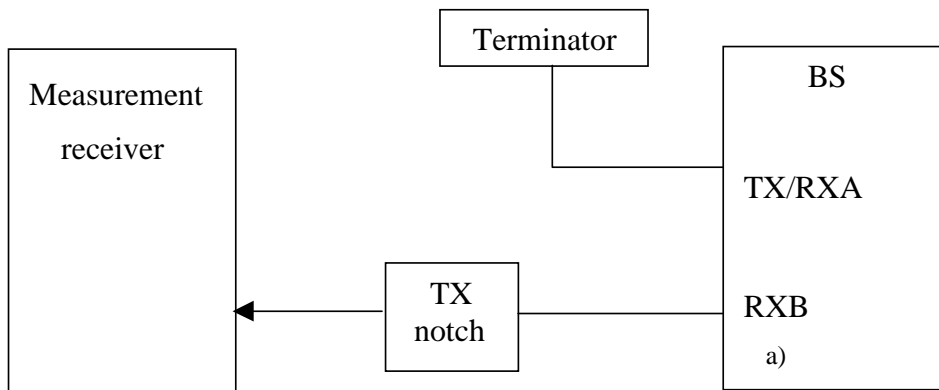 Terminator
Measurement
receiver
BS
TX/RXA
TX
notch
RXB
a)